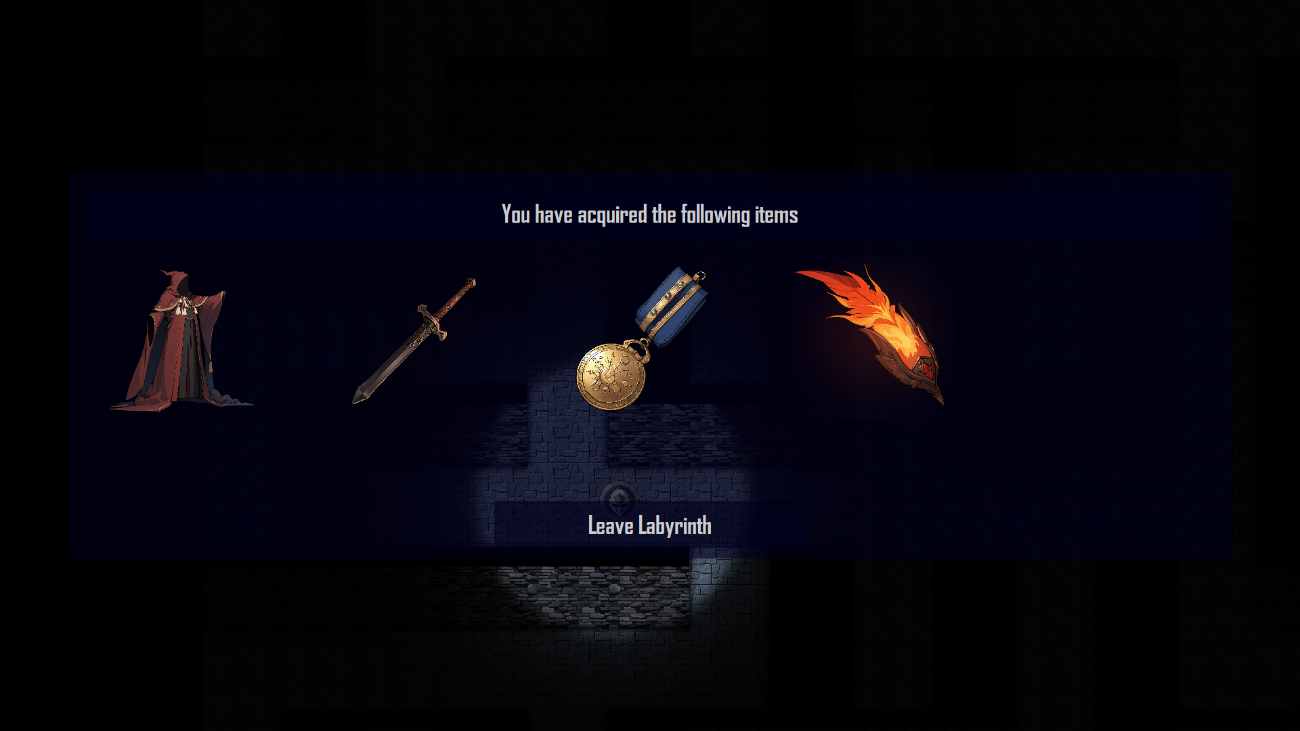 You have acquired the following items
Leave Labyrinth